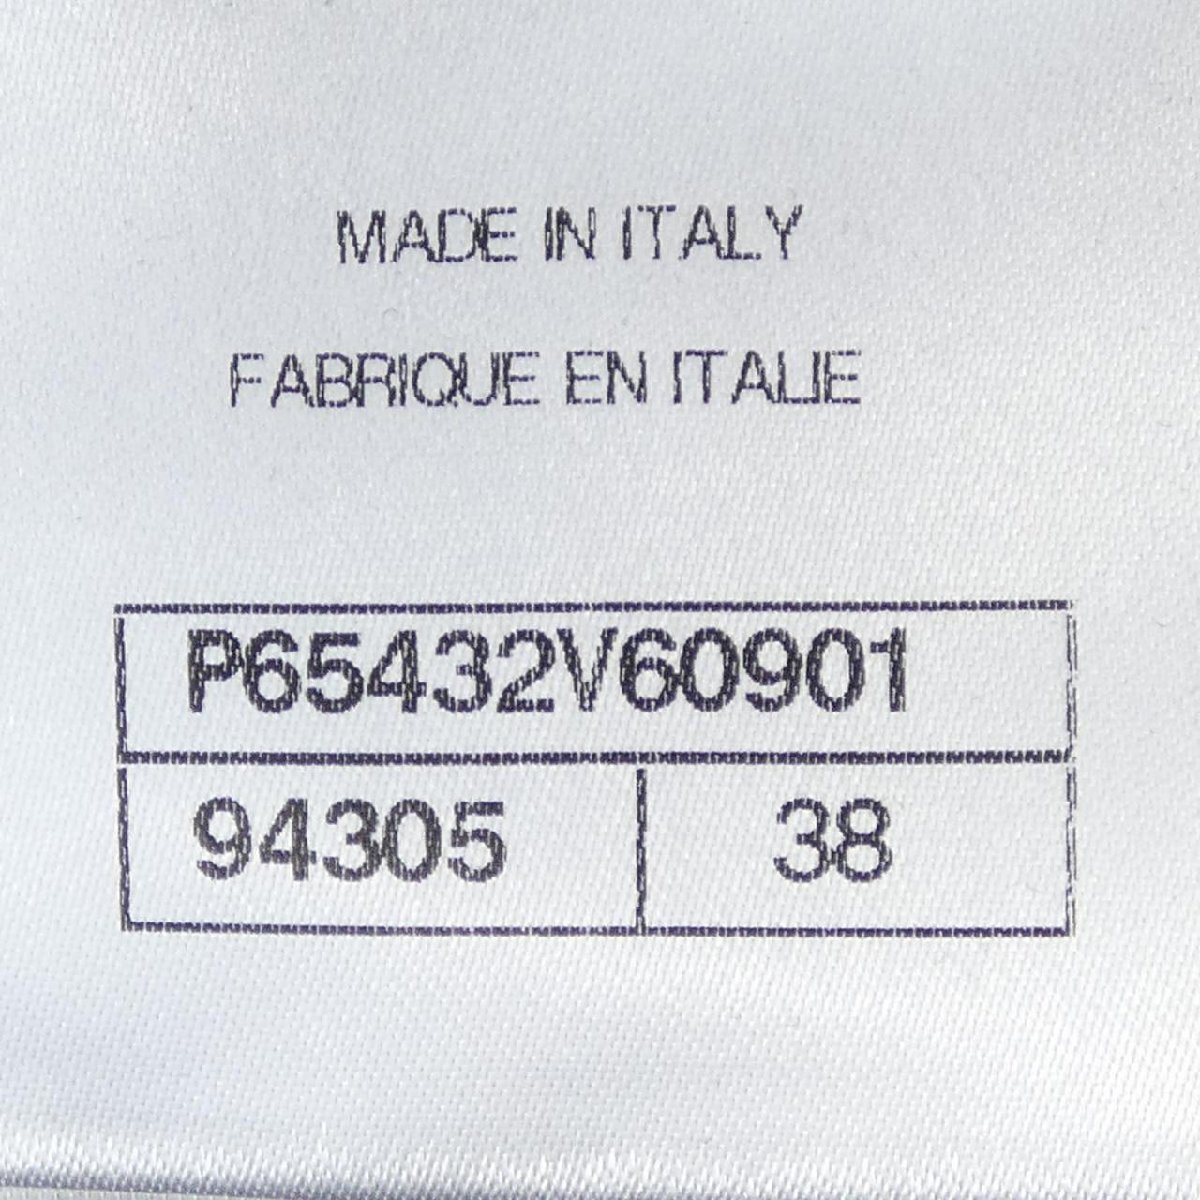 MADE IN ITALY
FABRIQUE EN ITALIE
P65432V60901
94305 38